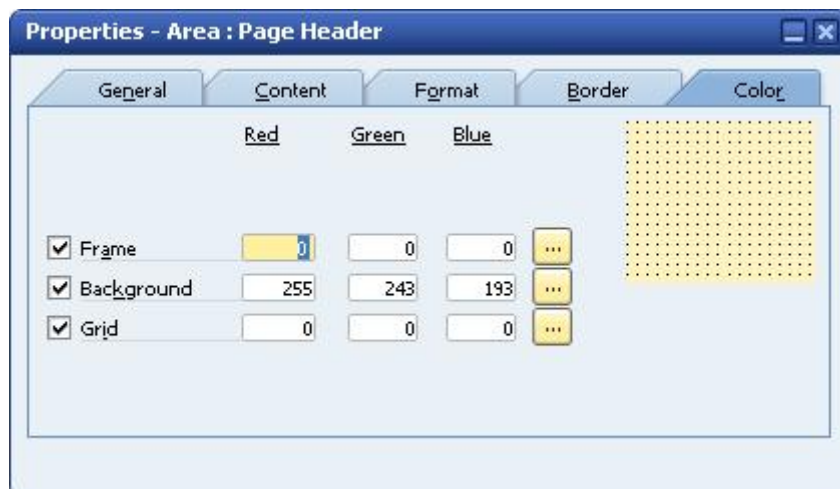 Properties - Area : Page Header
General Content Format Border Color
Red Green Blue
Frame 0 0 0 ...
Background 255 243 193 ...
Grid 0 0 0 ...